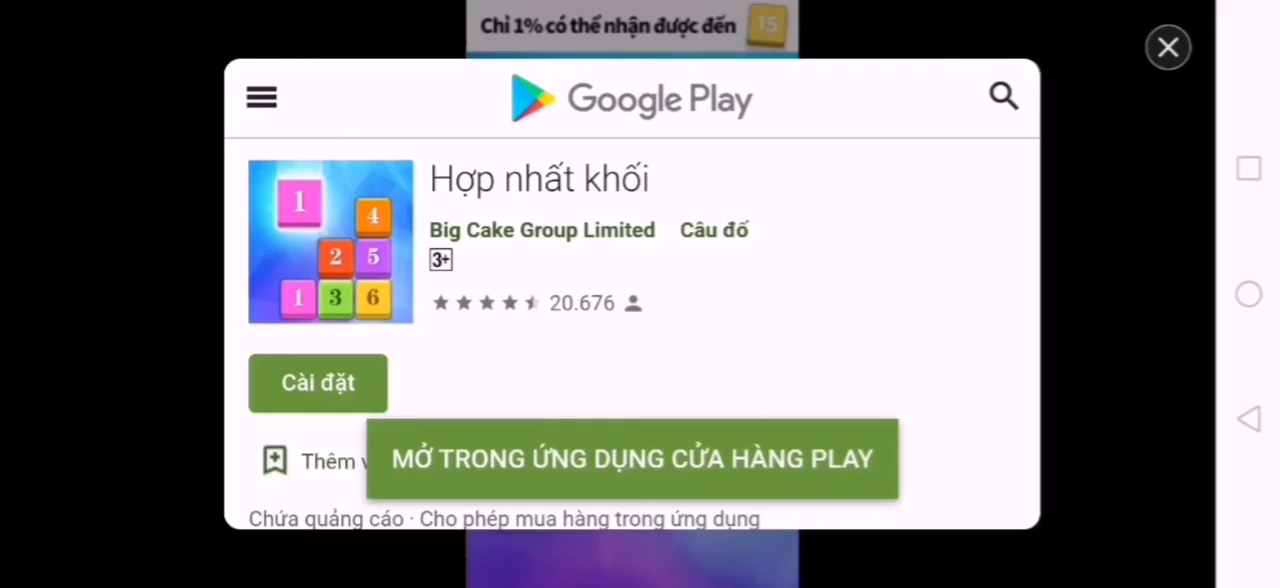 Chỉ 1% có thể nhận được đến 15
Google Play
1
4
2 5
1 3 6
Hợp nhất khối
Big Cake Group Limited Câu đố
3+
20.676
Cài đặt
Thêm
MỞ TRONG ỨNG DỤNG CỬA HÀNG PLAY
Chứa quảng cáo · Cho phép mua hàng trong ứng dụng